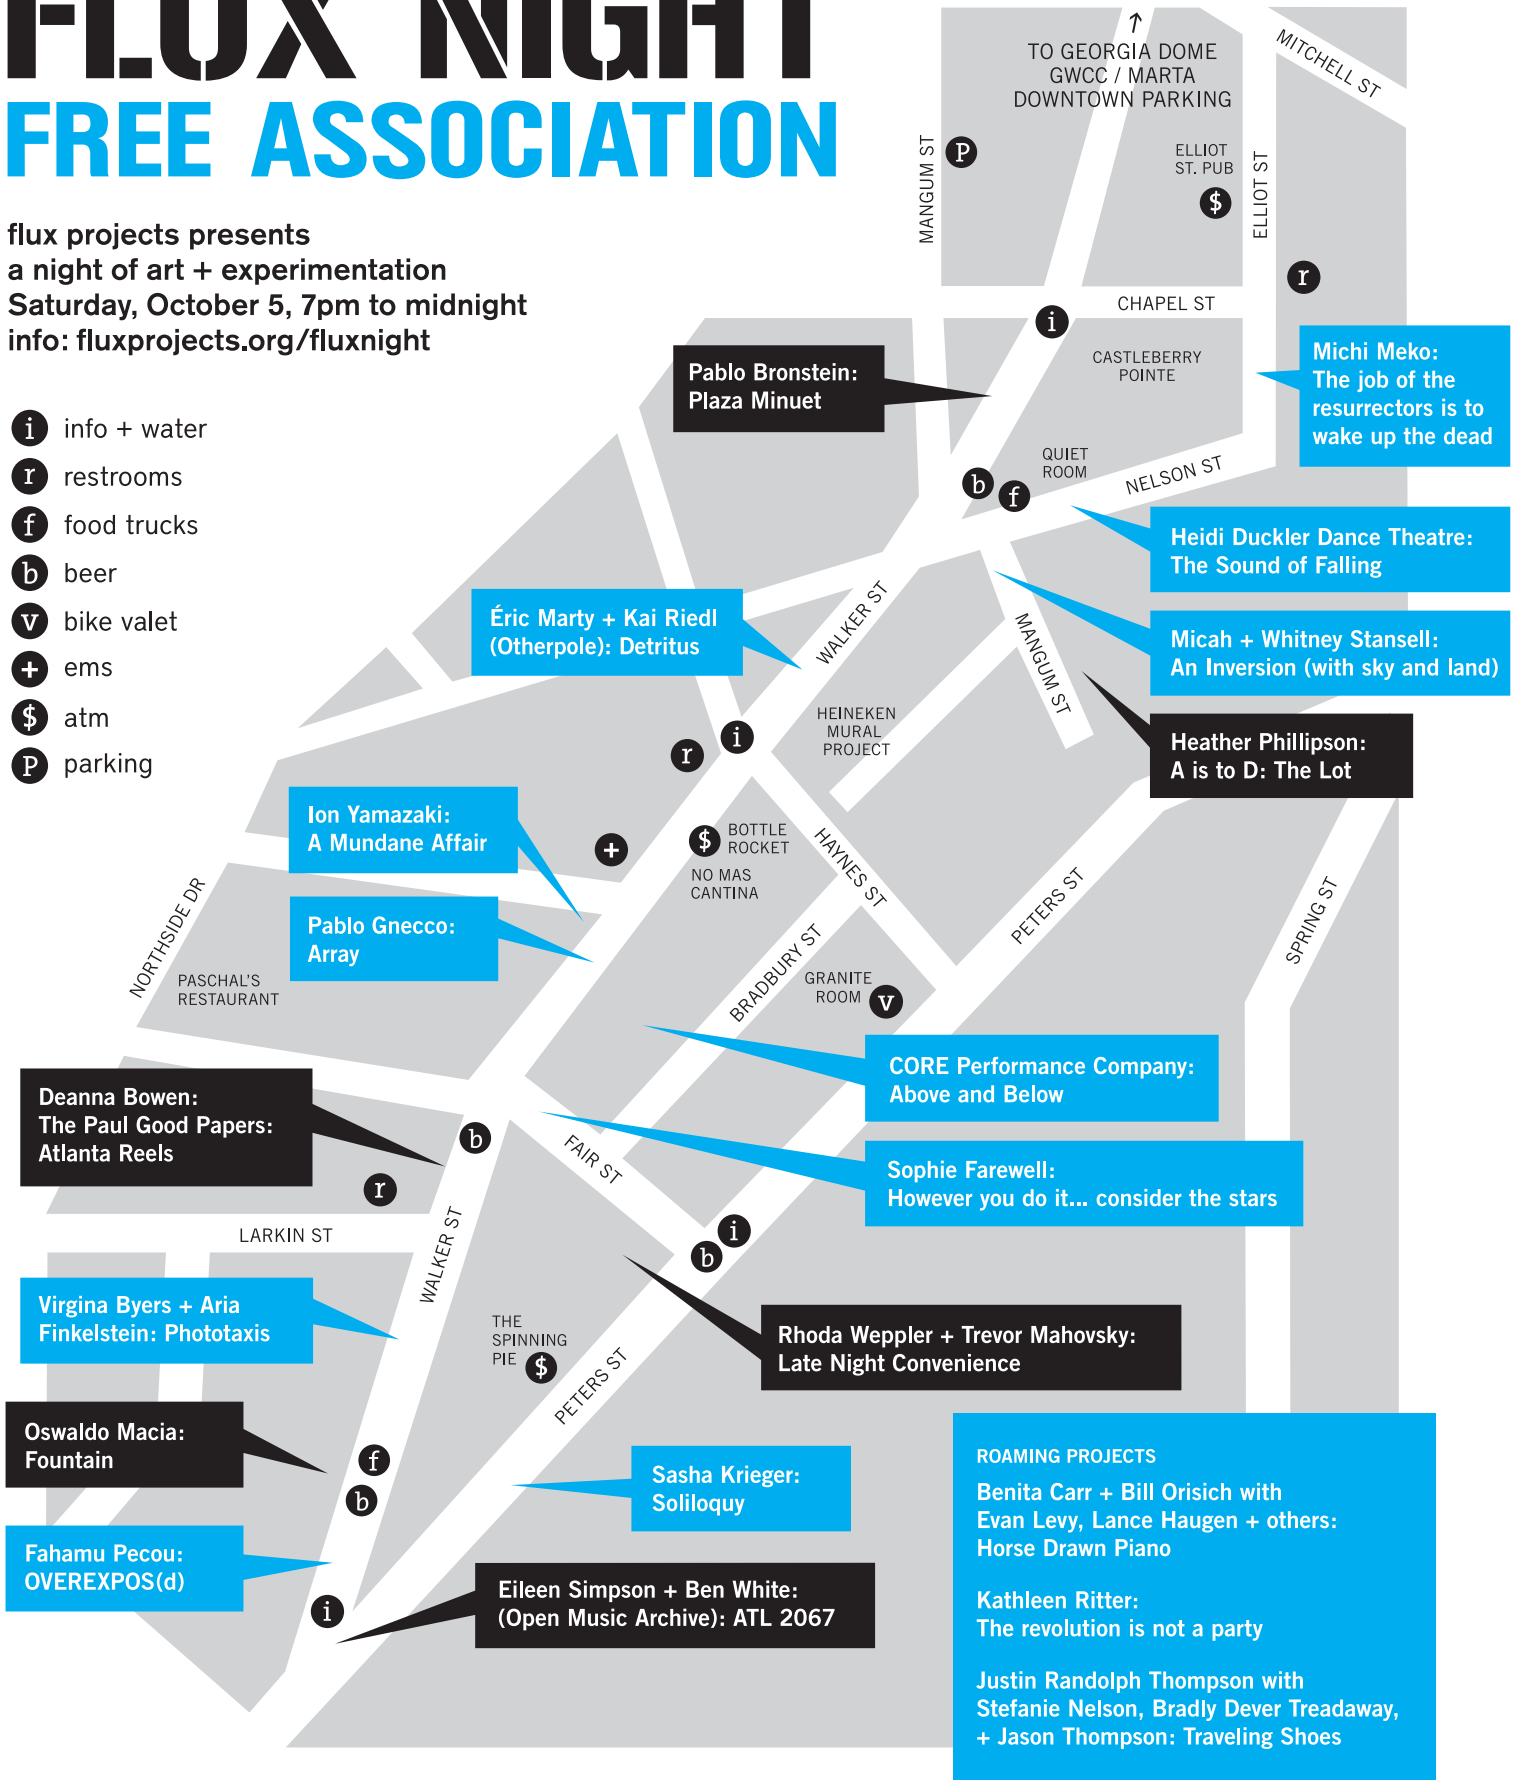 FLUX NIGHT
FREE ASSOCIATION
flux projects presents
a night of art + experimentation
Saturday, October 5, 7pm to midnight
info: fluxprojects.org/fluxnight
i info + water
r restrooms
f food trucks
b beer
v bike valet
+ ems
$ atm
P parking
↑
TO GEORGIA DOME
GWCC / MARTA
DOWNTOWN PARKING
MITCHELL ST
MANGUM ST
P
ELLIOT
ST. PUB
$
ELLIOT ST
r
CHAPEL ST
i
CASTLEBERRY
POINTE
Pablo Bronstein:
Plaza Minuet
Michi Meko:
The job of the
resurrectors is to
wake up the dead
QUIET
ROOM
NELSON ST
b
f
Heidi Duckler Dance Theatre:
The Sound of Falling
Éric Marty + Kai Riedl
(Otherpole): Detritus
WALKER ST
MANGUM ST
Micah + Whitney Stansell:
An Inversion (with sky and land)
HEINEKEN
MURAL
PROJECT
i
r
Heather Phillipson:
A is to D: The Lot
Ion Yamazaki:
A Mundane Affair
+
$
BOTTLE
ROCKET
NO MAS
CANTINA
HAYNES ST
PETERS ST
SPRING ST
NORTHSIDE DR
Pablo Gnecco:
Array
PASCHAL'S
RESTAURANT
BRADBURY ST
GRANITE
ROOM
v
CORE Performance Company:
Above and Below
Deanna Bowen:
The Paul Good Papers:
Atlanta Reels
b
FAIR ST
Sophie Farewell:
However you do it... consider the stars
r
LARKIN ST
WALKER ST
i
b
Virgina Byers + Aria
Finkelstein: Phototaxis
THE
SPINNING
PIE
$
PETERS ST
Rhoda Weppler + Trevor Mahovsky:
Late Night Convenience
Oswaldo Macia:
Fountain
f
b
Sasha Krieger:
Soliloquy
Fahamu Pecou:
OVEREXPOS(d)
i
Eileen Simpson + Ben White:
(Open Music Archive): ATL 2067
ROAMING PROJECTS
Benita Carr + Bill Orisich with
Evan Levy, Lance Haugen + others:
Horse Drawn Piano
Kathleen Ritter:
The revolution is not a party
Justin Randolph Thompson with
Stefanie Nelson, Bradly Dever Treadaway,
+ Jason Thompson: Traveling Shoes